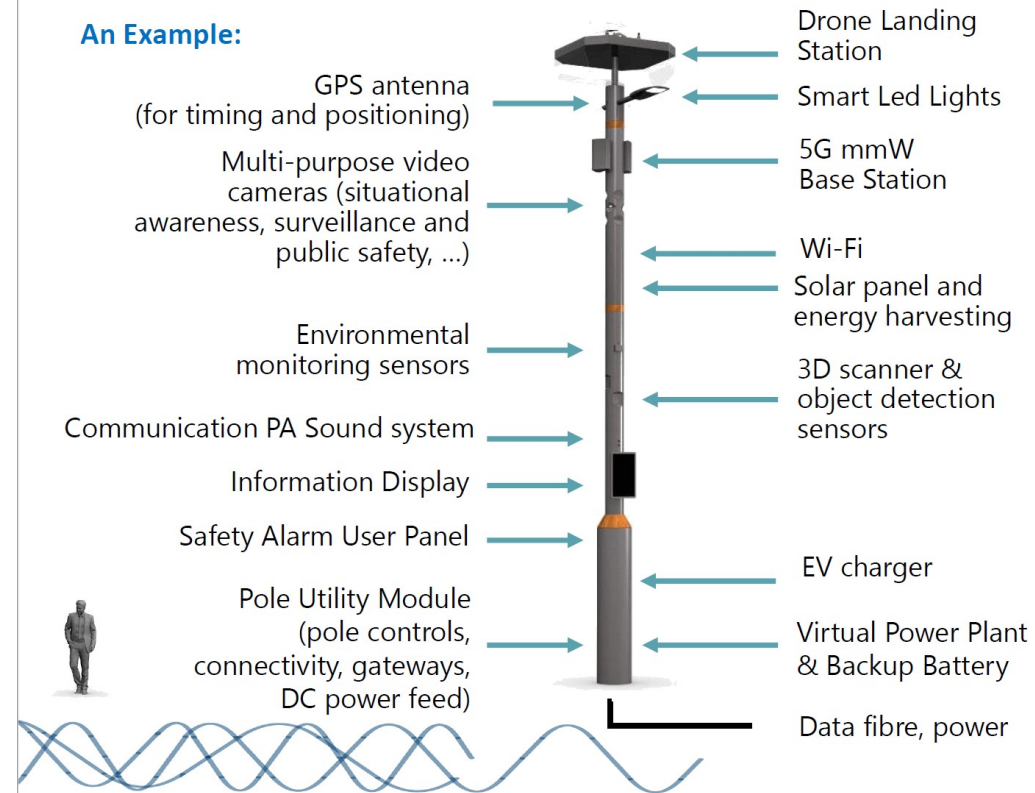 An Example:
GPS antenna
(for timing and positioning)
Multi-purpose video
cameras (situational
awareness, surveillance and
public safety, ...)
Environmental
monitoring sensors
Communication PA Sound system
Information Display
Safety Alarm User Panel
Pole Utility Module
(pole controls,
connectivity, gateways,
DC power feed)
Drone Landing
Station
Smart Led Lights
5G mmW
Base Station
Wi-Fi
Solar panel and
energy harvesting
3D scanner &
object detection
sensors
EV charger
Virtual Power Plant
& Backup Battery
Data fibre, power